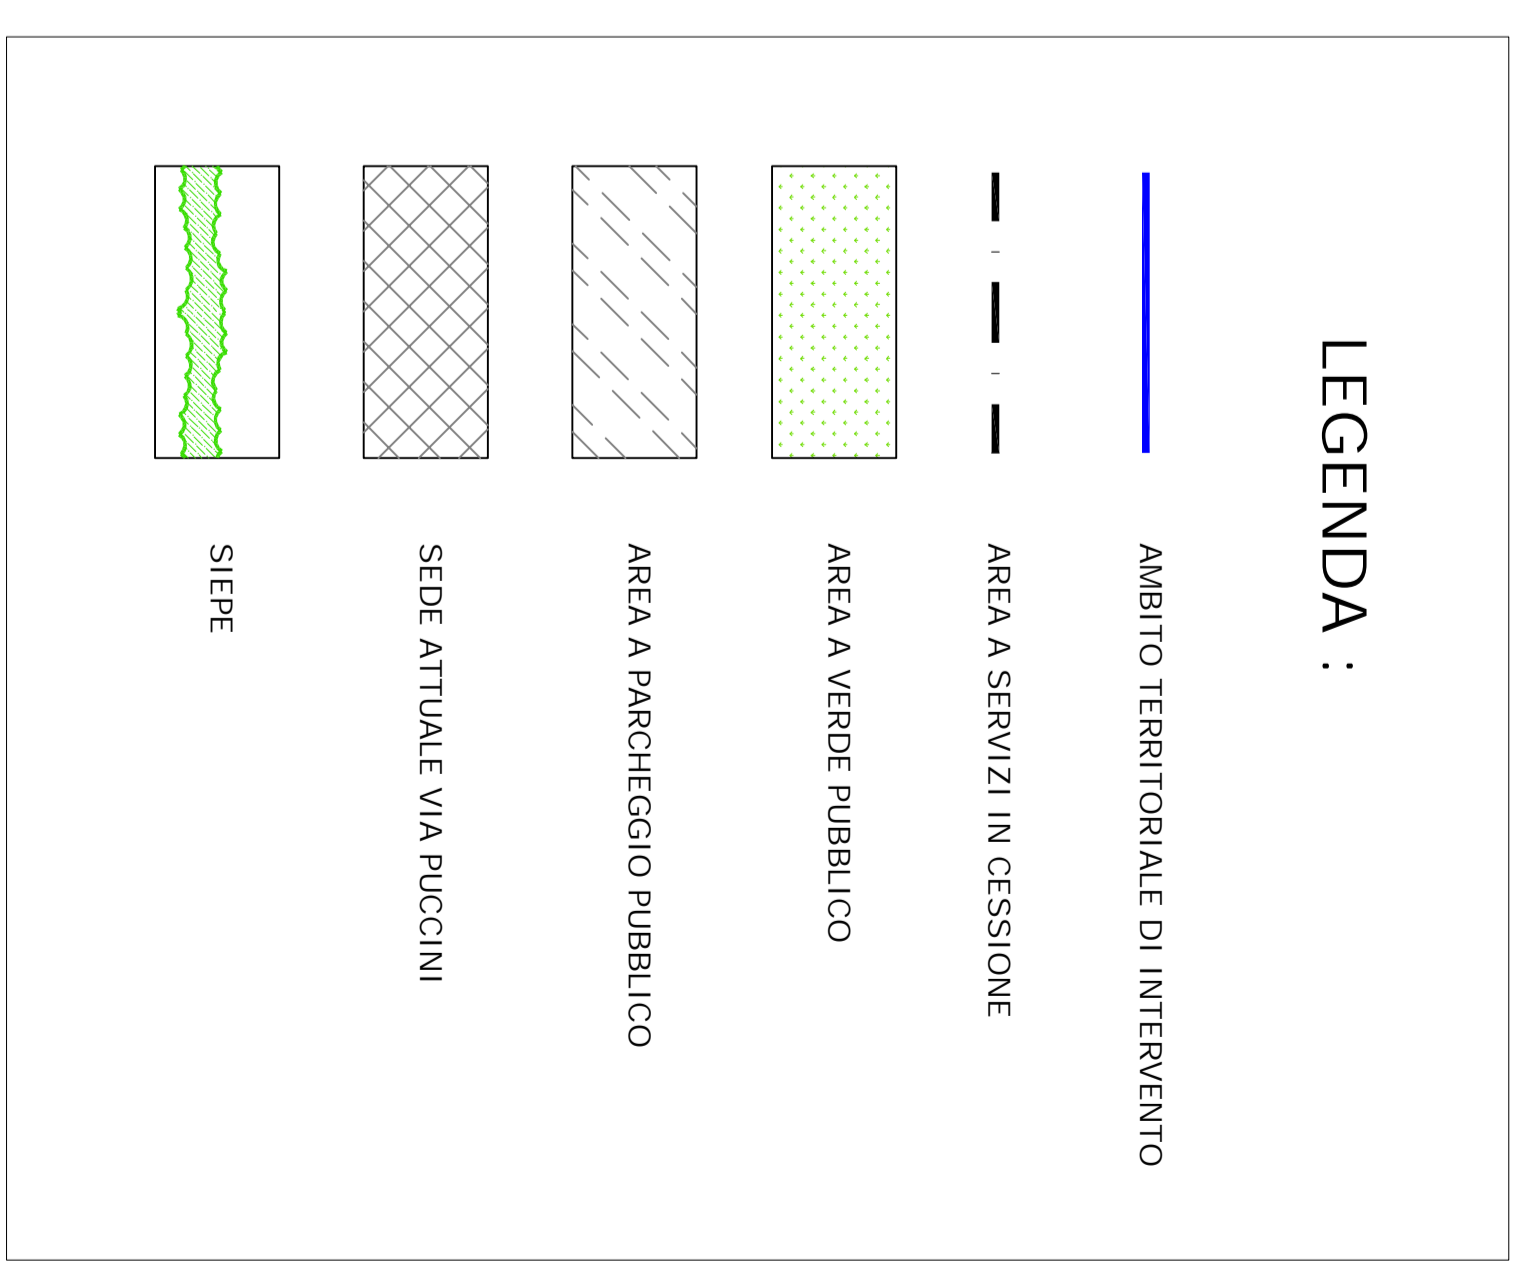 LEGENDA :
AMBITO TERRITORIALE DI INTERVENTO
AREA A SERVIZI IN CESSIONE
AREA A VERDE PUBBLICO
AREA A PARCHEGGIO PUBBLICO
SEDE ATTUALE VIA PUCCINI
SIEPE